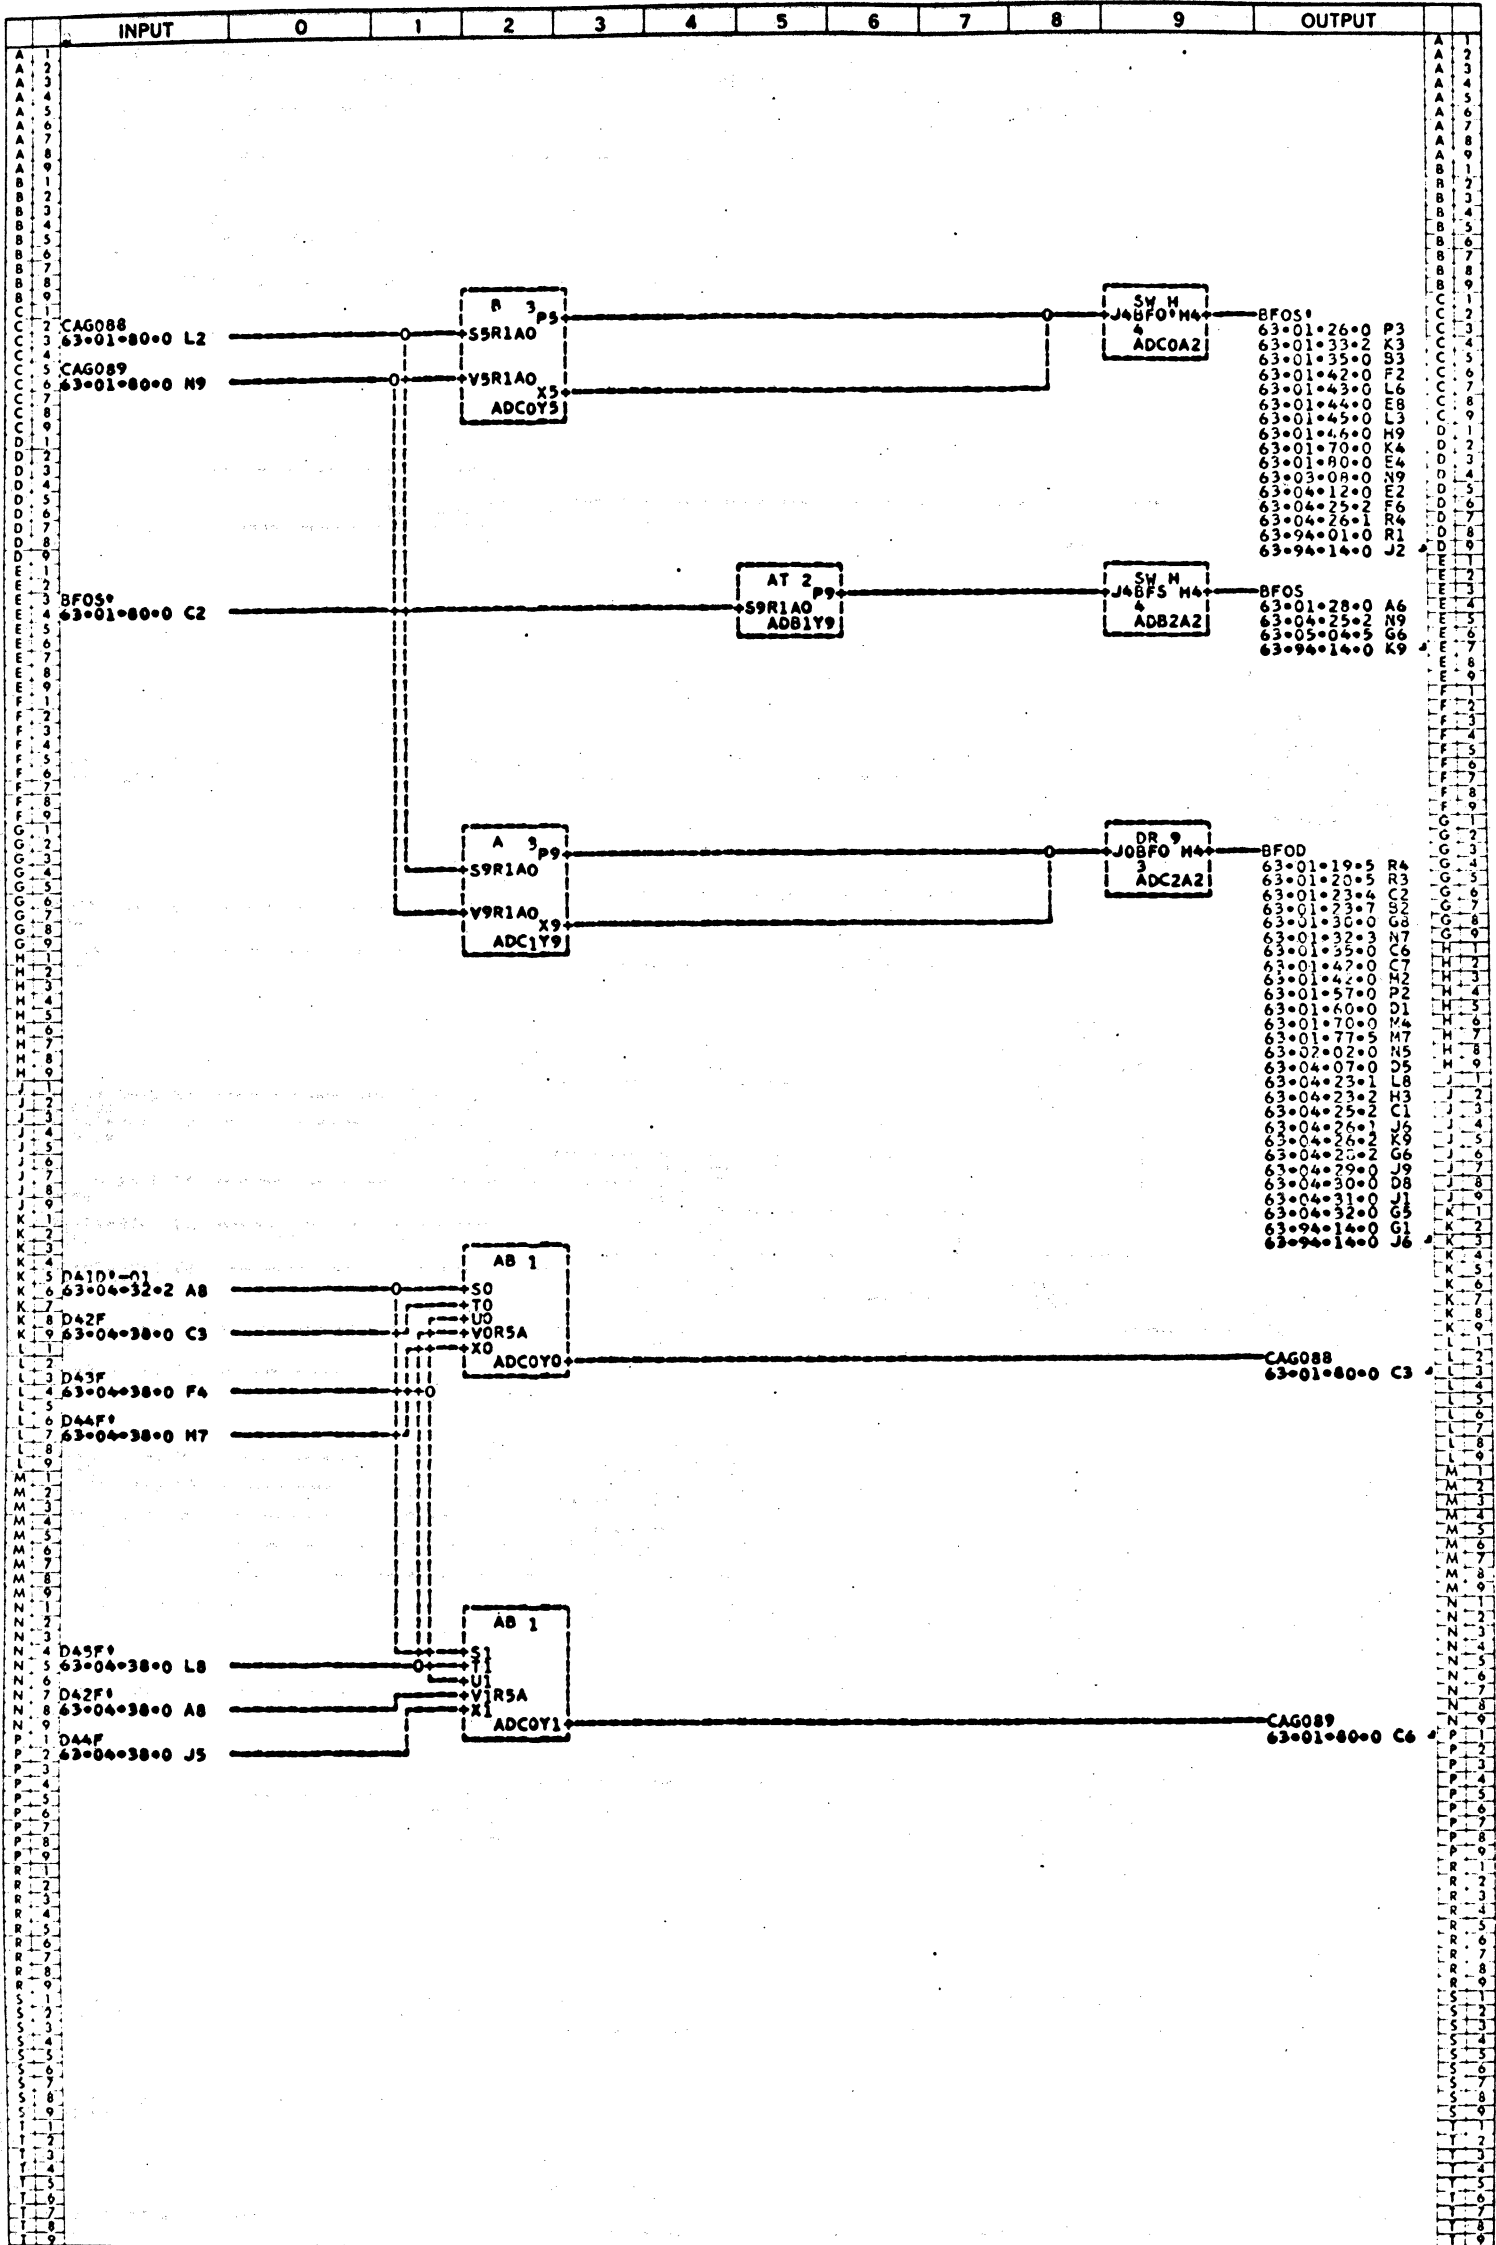 INPUT 0 1 2 3 4 5 6 7 8 9 OUTPUT
B 3
P5
SW H
J4BFO'H4
BFOS'
CAG088
63•01•80•0 L2
S5R1A0
4
ADC0A2
63•01•26•0 P3
63•01•33•2 K3
63•01•35•0 B3
CAG089
63•01•80•0 N9
V5R1A0
X5
ADC0Y5
63•01•42•0 F2
63•01•43•0 L6
63•01•44•0 E8
63•01•45•0 L3
63•01•46•0 H9
63•01•70•0 K4
63•01•80•0 E4
63•03•08•0 N9
63•04•12•0 E2
63•04•25•2 F6
63•04•26•1 R4
63•94•01•0 R1
63•94•14•0 J2
AT 2
P9
SW H
J4BFS H4
BFOS
BFOS'
63•01•80•0 C2
S9R1A0
ADB1Y9
4
ADB2A2
63•01•28•0 A6
63•04•25•2 N9
63•05•04•5 G6
63•94•14•0 K9
A 3
P9
DR 9
J0BFO H4
BFOD
S9R1A0
3
ADC2A2
V9R1A0
X9
ADC1Y9
63•01•19•5 R4
63•01•20•5 R3
63•01•23•4 C2
63•01•23•7 B2
63•01•30•0 G8
63•01•32•3 N7
63•01•35•0 C6
63•01•42•0 C7
63•01•42•0 M2
63•01•57•0 P2
63•01•60•0 D1
63•01•70•0 M4
63•01•77•5 M7
63•02•02•0 N5
63•04•07•0 D5
63•04•23•1 L8
63•04•23•2 H3
63•04•25•2 C1
63•04•26•1 J6
63•04•26•2 K9
G6
63•04•29•0 J9
63•04•30•0 D8
63•04•31•0 J1
63•04•32•0 G5
63•94•14•0 G1
63•94•14•0 J6
AB 1
D41D'-01
63•04•32•2 A8
S0
T0
D42F
63•04•38•0 C3
U0
V0R5A
X0
ADC0Y0
CAG088
63•01•80•0 C3
D43F
63•04•38•0 F4
D44F'
63•04•38•0 H7
AB 1
D45F'
63•04•38•0 L8
S1
T1
U1
D42F'
63•04•38•0 A8
V1R5A
X1
ADC0Y1
CAG089
63•01•80•0 C6
D44F
63•04•38•0 J5